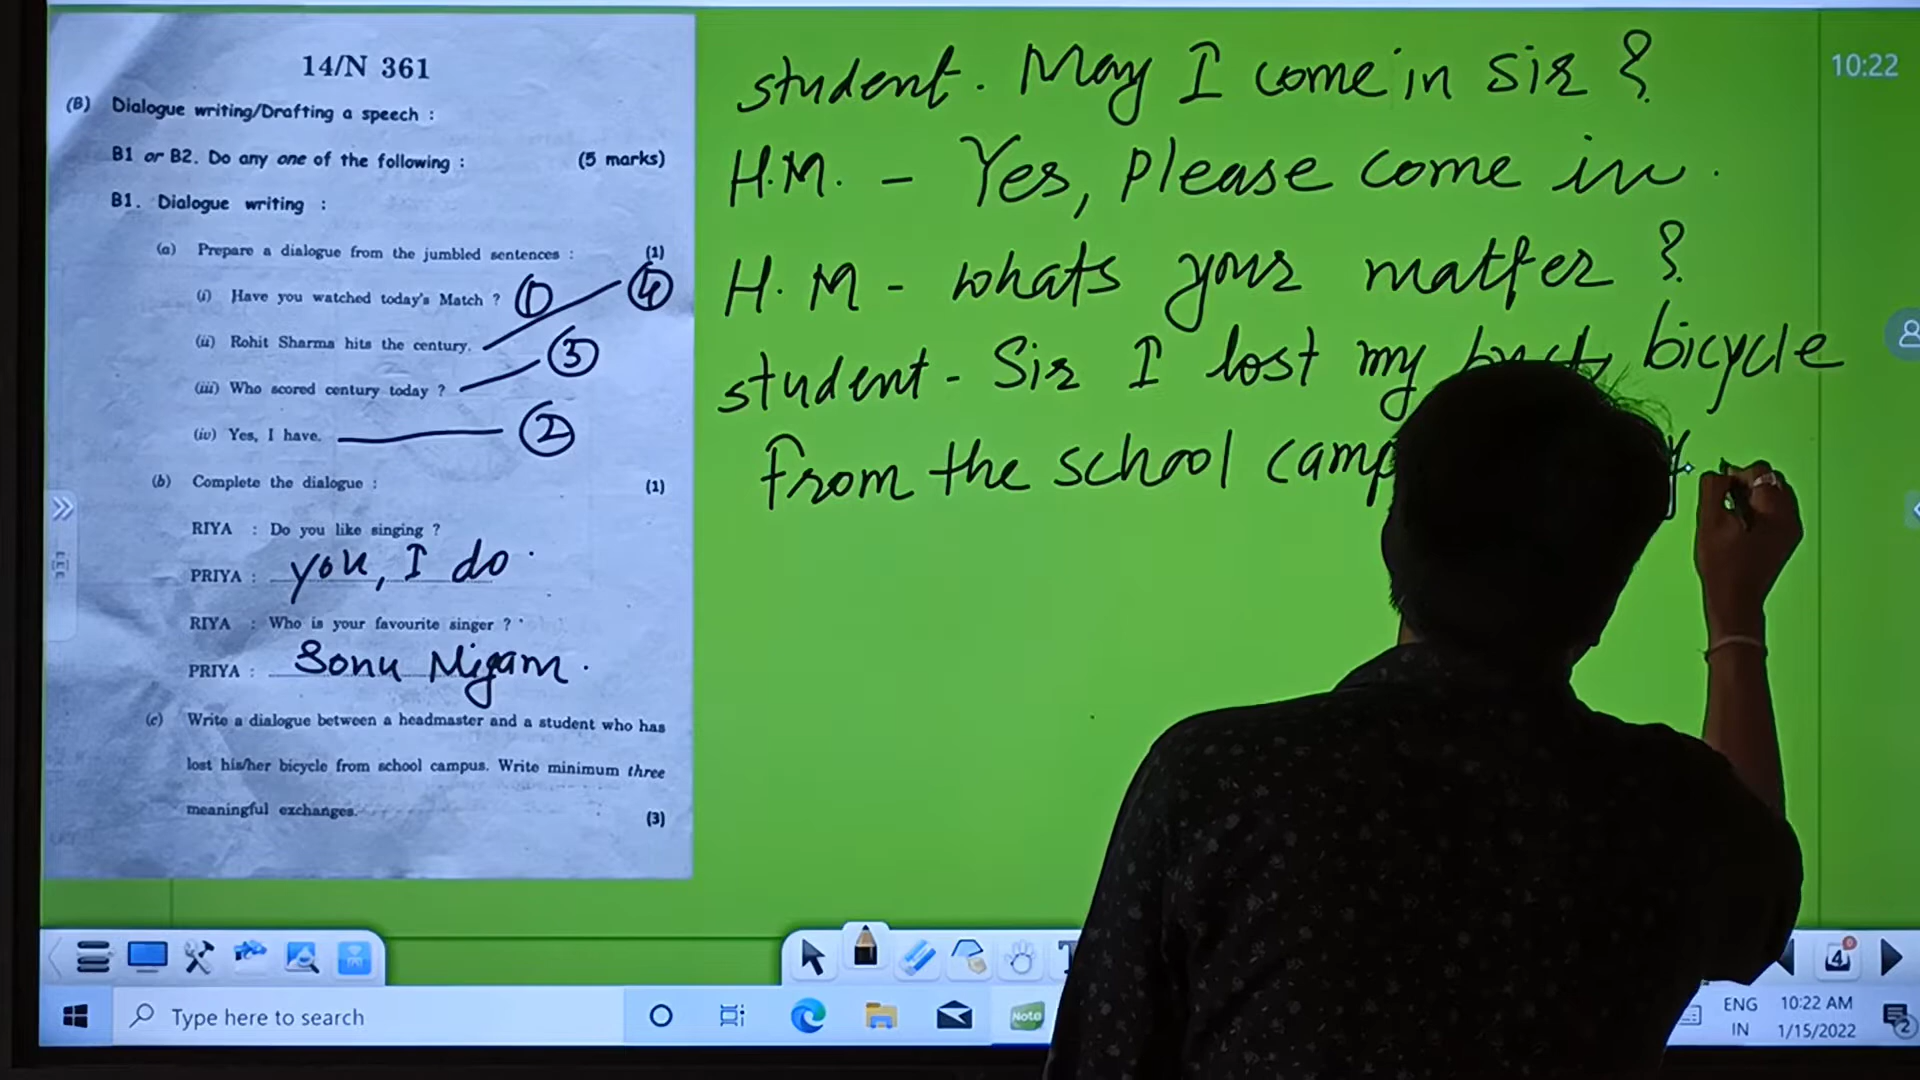 14/N 361
(B) Dialogue writing/Drafting a speech :
B1 or B2. Do any one of the following : (5 marks)
B1. Dialogue writing :
(a) Prepare a dialogue from the jumbled sentences : (1)
(i) Have you watched today's Match ? 1
(ii) Rohit Sharma hits the century. 4
(iii) Who scored century today ? 3
(iv) Yes, I have. 2
(b) Complete the dialogue : (1)
RIYA : Do you like singing ?
PRIYA : you, I do.
RIYA : Who is your favourite singer ?
PRIYA : Sonu Nigam.
(c) Write a dialogue between a headmaster and a student who has
lost his/her bicycle from school campus. Write minimum three
meaningful exchanges. (3)
student. May I come in Sir ?
H.M. - Yes, please come in.
H.M - whats your matter ?
student - Sir I lost my bicycle
from the school camp
10:22
Type here to search
Note
T
4
ENG
IN
10:22 AM
1/15/2022
2